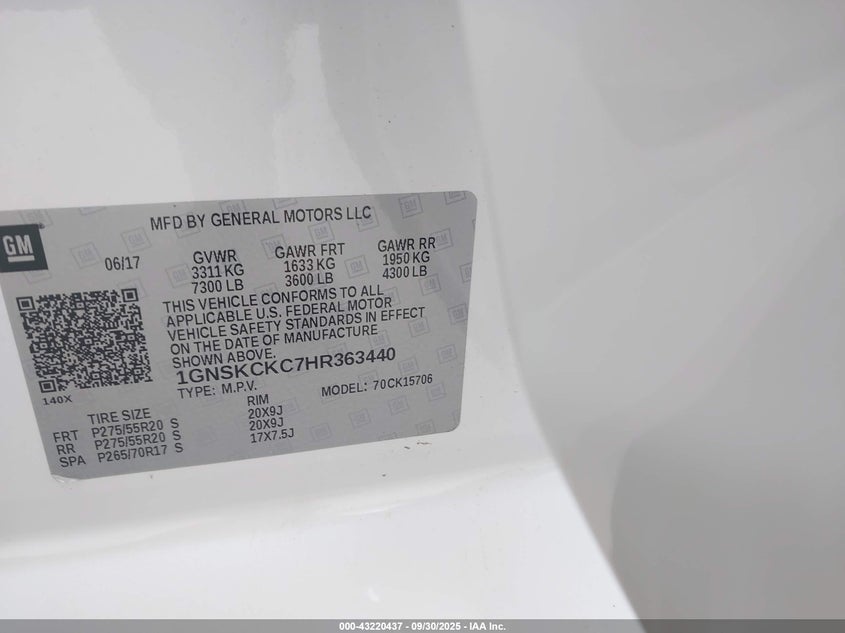 MFD BY GENERAL MOTORS LLC
GM
06/17
GVWR GAWR FRT GAWR RR
3311 KG 1633 KG 1950 KG
7300 LB 3600 LB 4300 LB
THIS VEHICLE CONFORMS TO ALL
APPLICABLE U.S. FEDERAL MOTOR
VEHICLE SAFETY STANDARDS IN EFFECT
ON THE DATE OF MANUFACTURE
SHOWN ABOVE.
1GNSKCKC7HR363440
TYPE: M.P.V. MODEL: 70CK15706
140X
TIRE SIZE RIM
FRT P275/55R20 S 20X9J
RR P275/55R20 S 20X9J
SPA P265/70R17 S 17X7.5J
000-43220437 - 09/30/2025 - IAA Inc.